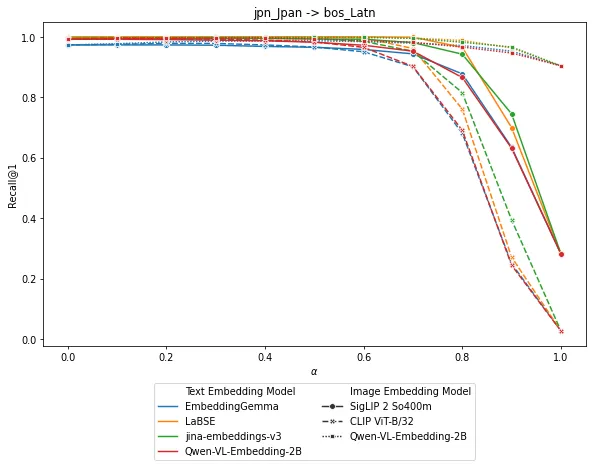 jpn_Jpan -> bos_Latn
1.0
0.8
0.6
0.4
0.2
0.0
Recall@1
0.0 0.2 0.4 0.6 0.8 1.0
α
Text Embedding Model Image Embedding Model
EmbeddingGemma SigLIP 2 So400m
LaBSE CLIP ViT-B/32
jina-embeddings-v3 Qwen-VL-Embedding-2B
Qwen-VL-Embedding-2B